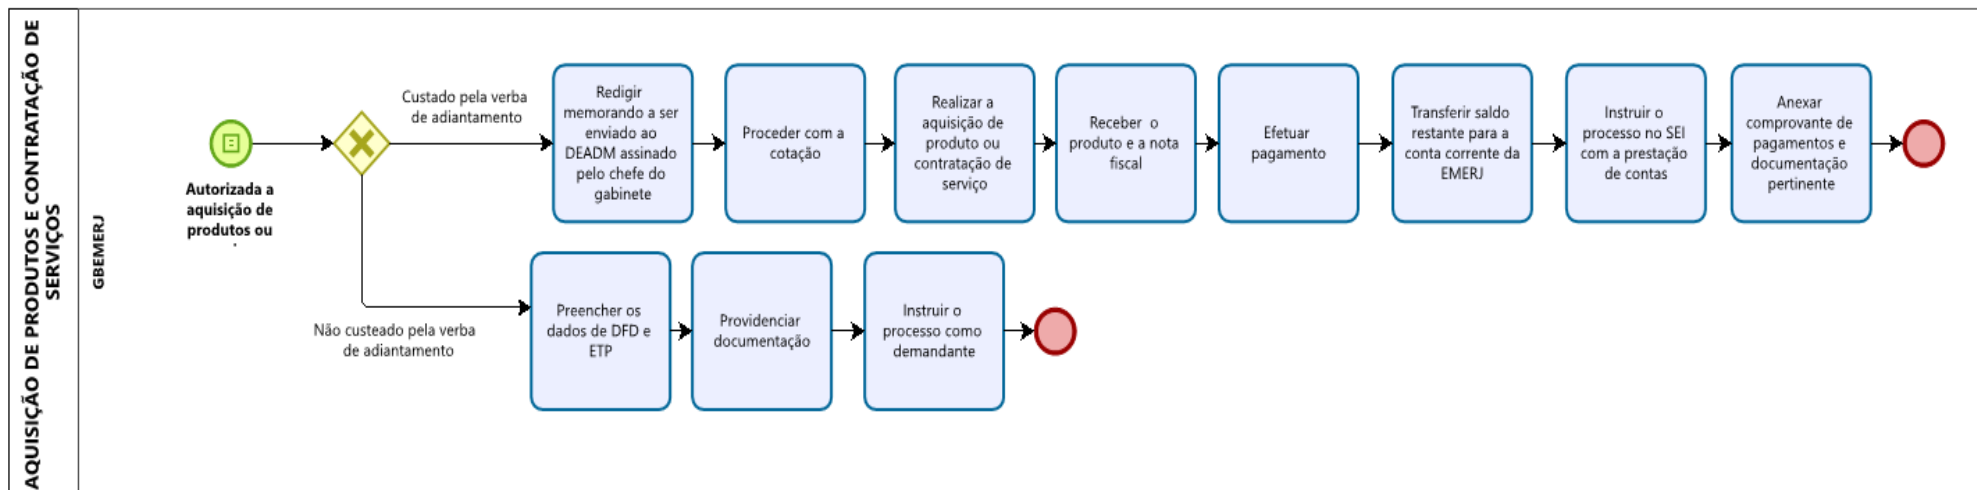 AQUISIÇÃO DE PRODUTOS E CONTRATAÇÃO DE
SERVIÇOS
GBEMERJ
Autorizada a
aquisição de
produtos ou
Custado pela verba
de adiantamento
Redigir
memorando a ser
enviado ao
DEADM assinado
pelo chefe do
gabinete
Proceder com a
cotação
Realizar a
aquisição de
produto ou
contratação de
serviço
Receber o
produto e a nota
fiscal
Efetuar
pagamento
Transferir saldo
restante para a
conta corrente da
EMERJ
Instruir o
processo no SEI
com a prestação
de contas
Anexar
comprovante de
pagamentos e
documentação
pertinente
Não custeado pela verba
de adiantamento
Preencher os
dados de DFD e
ETP
Providenciar
documentação
Instruir o
processo como
demandante